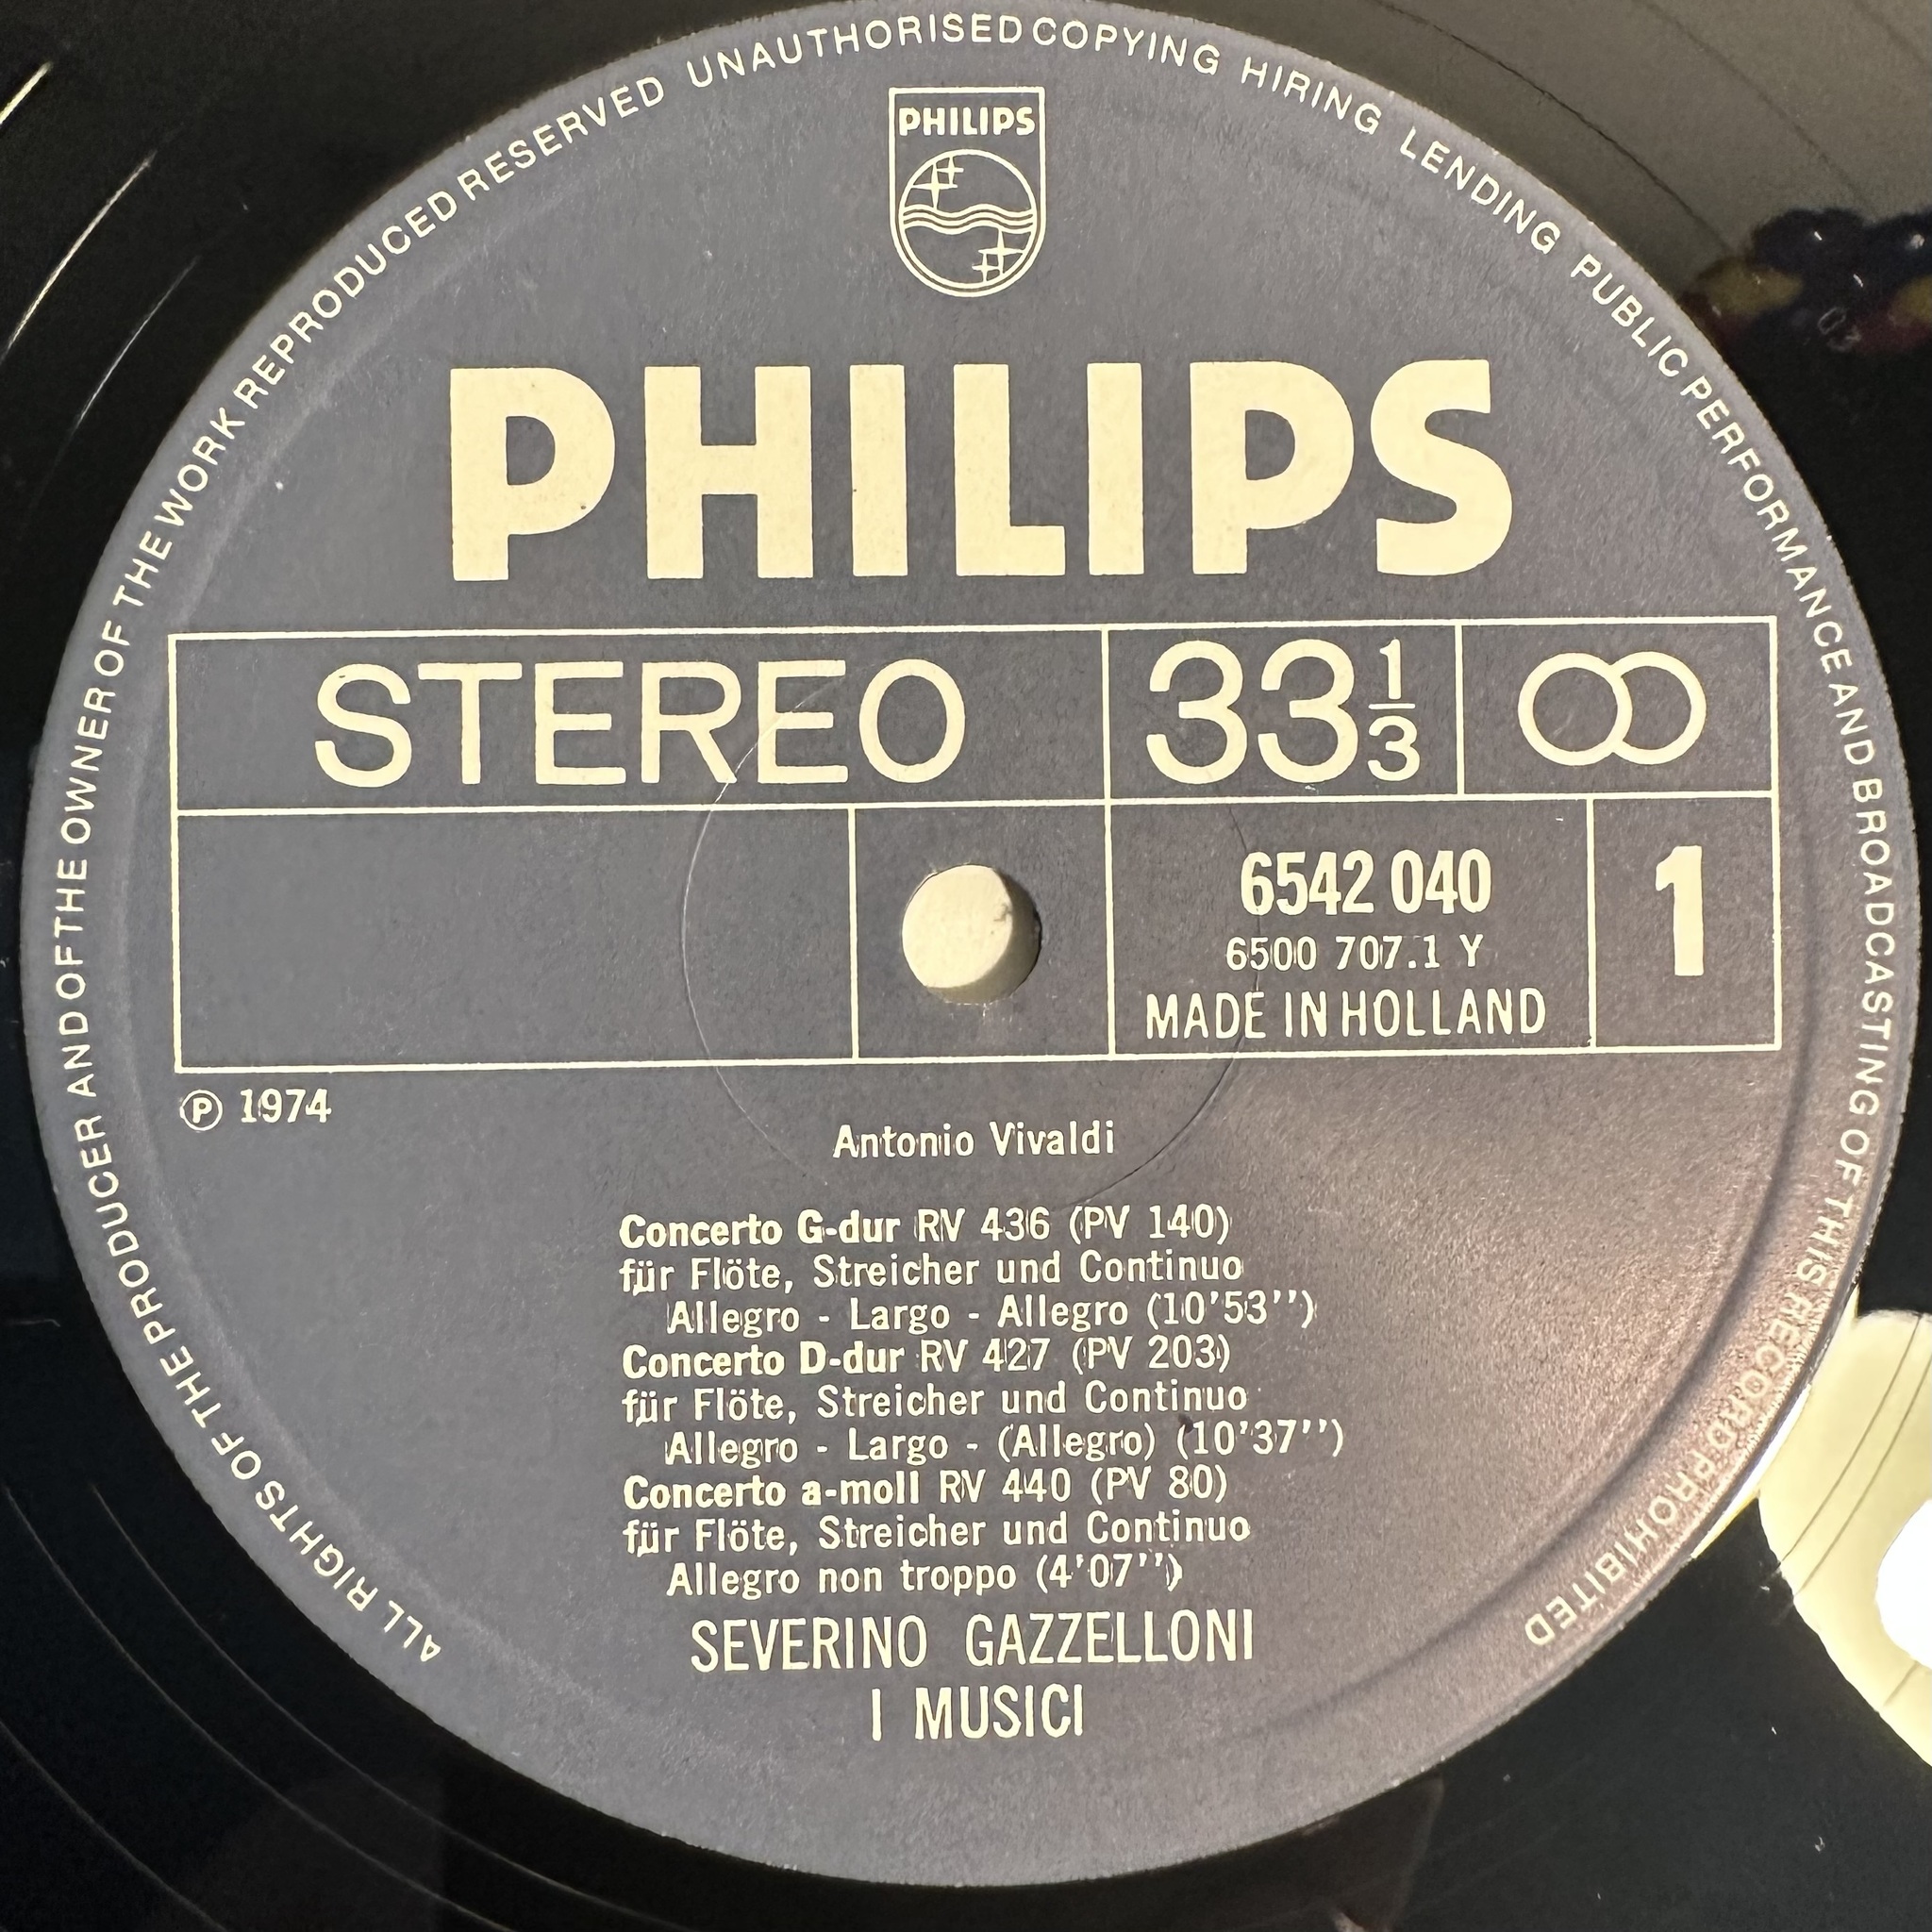 ALL RIGHTS OF THE PRODUCER AND OF THE OWNER OF THE WORK REPRODUCED RESERVED UNAUTHORISED COPYING HIRING LENDING PUBLIC PERFORMANCE AND BROADCASTING OF THIS RECORD PROHIBITED
PHILIPS
PHILIPS
STEREO 33 1/3
6542 040 1
6500 707.1 Y
MADE IN HOLLAND
℗ 1974
Antonio Vivaldi
Concerto G-dur RV 436 (PV 140)
für Flöte, Streicher und Continuo
Allegro - Largo - Allegro (10'53'')
Concerto D-dur RV 427 (PV 203)
für Flöte, Streicher und Continuo
Allegro - Largo - (Allegro) (10'37'')
Concerto a-moll RV 440 (PV 80)
für Flöte, Streicher und Continuo
Allegro non troppo (4'07'')
SEVERINO GAZZELLONI
I MUSICI